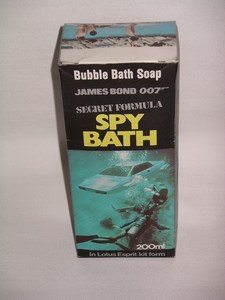 Bubble Bath Soap
JAMES BOND 007
SECRET FORMULA
SPY
BATH
200ml
In Lotus Esprit kit form